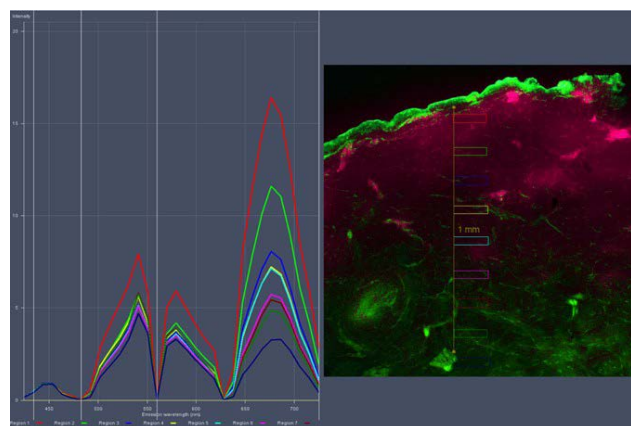 Intensity
20
15
1 mm
10
5
0
450 500 550 600 650 700
Emission wavelength (nm)
Region 1 Region 2 Region 3 Region 4 Region 5 Region 6 Region 7